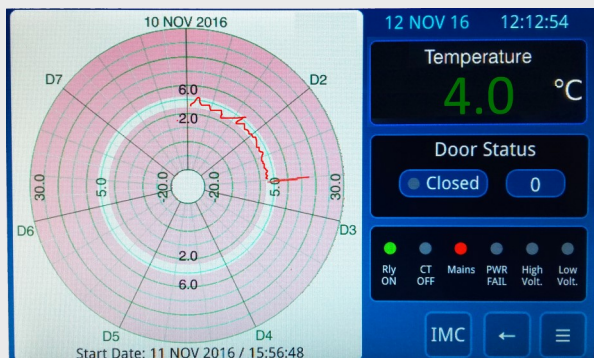 10 NOV 2016
D7
D2
6.0
2.0
30.0
5.0
-20.0
-20.0
5.0
30.0
D6
D3
2.0
6.0
D5
D4
Start Date: 11 NOV 2016 / 15:56:48
12 NOV 16 12:12:54
Temperature
4.0 °C
Door Status
Closed 0
Rly ON
CT OFF
Mains
PWR FAIL
High Volt.
Low Volt.
IMC